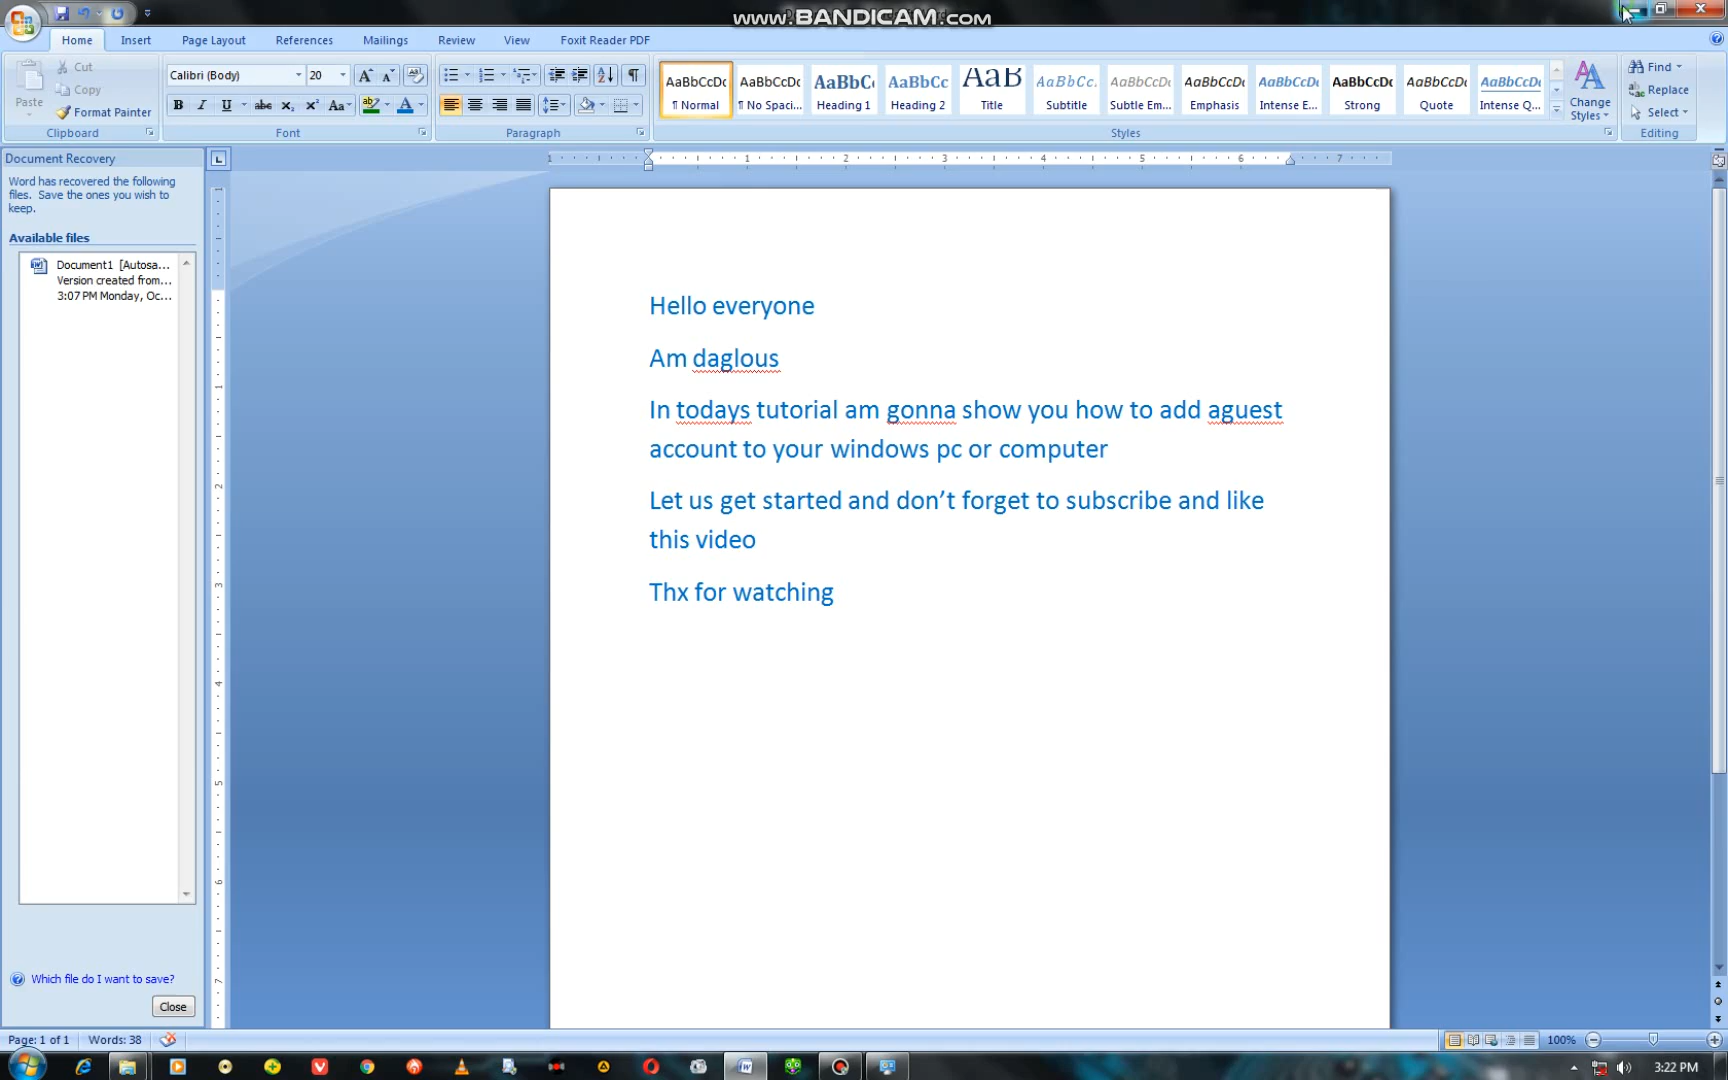 www.BANDICAM.com
Home Insert Page Layout References Mailings Review View Foxit Reader PDF
Paste
Cut
Copy
Format Painter
Clipboard
Calibri (Body) 20
Font
Paragraph
AaBbCcDc AaBbCcDc AaBbC( AaBbCc AaB AaBbCc. AaBbCcDc AaBbCcDc AaBbCcDc AaBbCcDc AaBbCcDc AaBbCcDc
¶ Normal ¶ No Spaci... Heading 1 Heading 2 Title Subtitle Subtle Em... Emphasis Intense E... Strong Quote Intense Q...
Styles
Change
Styles
Find
Replace
Select
Editing
Document Recovery
Word has recovered the following
files. Save the ones you wish to
keep.
Available files
Document1 [Autosa...
Version created from...
3:07 PM Monday, Oc...
Which file do I want to save?
Close
Hello everyone
Am daglous
In todays tutorial am gonna show you how to add aguest
account to your windows pc or computer
Let us get started and don’t forget to subscribe and like
this video
Thx for watching
Page: 1 of 1 Words: 38
100%
3:22 PM